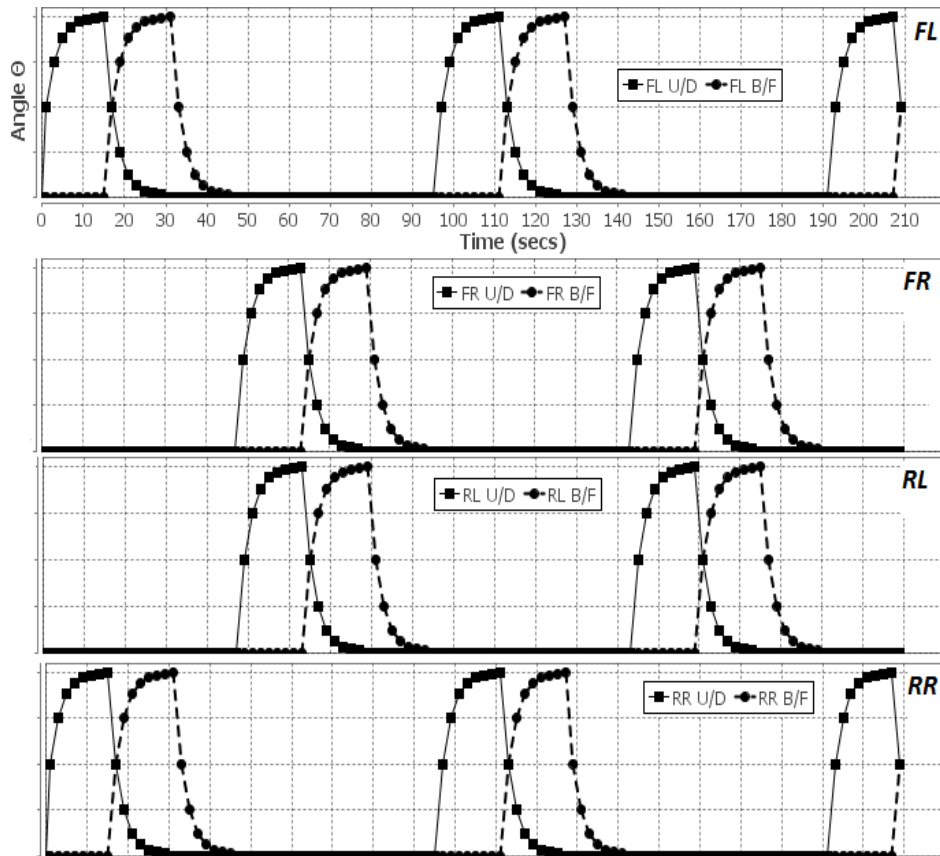 FL
Angle Θ
FL U/D FL B/F
0 10 20 30 40 50 60 70 80 90 100 110 120 130 140 150 160 170 180 190 200 210
Time (secs)
FR
FR U/D FR B/F
RL
RL U/D RL B/F
RR
RR U/D RR B/F